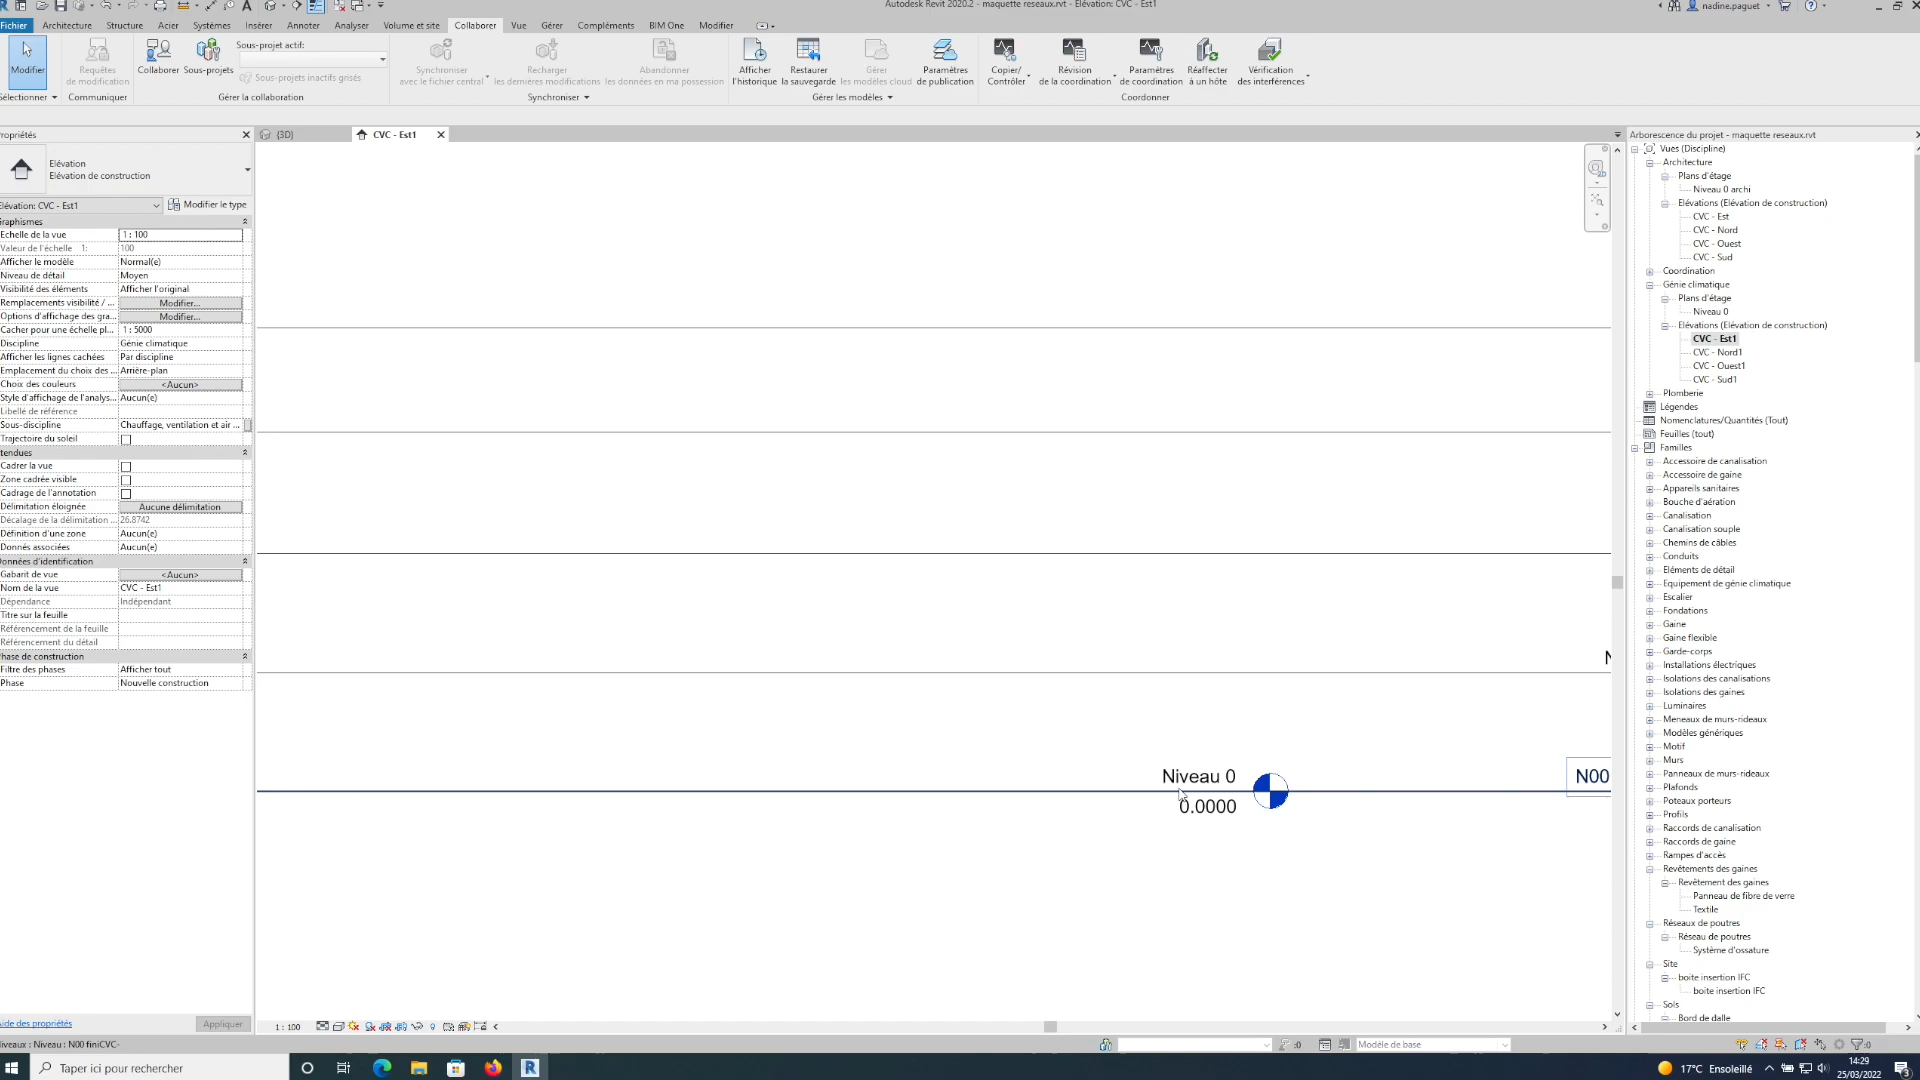 Autodesk Revit 2020.2 - maquette reseaux.rvt - Elévation: CVC - Est1
nadine.paguet
Fichier Architecture Structure Acier Systèmes Insérer Annoter Analyser Volume et site Collaborer Vue Gérer Compléments BIM One Modifier
Modifier
Requêtes de modification
Collaborer
Sous-projets
Sous-projet actif:
Sous-projets inactifs grisés
Synchroniser avec le fichier central
Recharger les dernières modifications
Abandonner les données en ma possession
Afficher l'historique
Restaurer la sauvegarde
Gérer les modèles cloud
Paramètres de publication
Copier/ Contrôler
Révision de la coordination
Paramètres de coordination
Réaffecter à un hôte
Vérification des interférences
Sélectionner Communiquer Gérer la collaboration Synchroniser Gérer les modèles Coordonner
ropriétés
{3D}
CVC - Est1
Arborescence du projet - maquette reseaux.rvt
Elévation
Elévation de construction
Elévation: CVC - Est1 Modifier le type
Graphismes
Echelle de la vue 1 : 100
Valeur de l'échelle 1: 100
Afficher le modèle Normal(e)
Niveau de détail Moyen
Visibilité des éléments Afficher l'original
Remplacements visibilité / ... Modifier...
Options d'affichage des gra... Modifier...
Cacher pour une échelle pl... 1 : 5000
Discipline Génie climatique
Afficher les lignes cachées Par discipline
Emplacement du choix des ... Arrière-plan
Choix des couleurs <Aucun>
Style d'affichage de l'analys... Aucun(e)
Libellé de référence
Sous-discipline Chauffage, ventilation et air ...
Trajectoire du soleil
tendues
Cadrer la vue
Zone cadrée visible
Cadrage de l'annotation
Délimitation éloignée Aucune délimitation
Décalage de la délimitation ... 26.8742
Définition d'une zone Aucun(e)
Donnés associées Aucun(e)
Données d'identification
Gabarit de vue <Aucun>
Nom de la vue CVC - Est1
Dépendance Indépendant
Titre sur la feuille
Référencement de la feuille
Référencement du détail
hase de construction
Filtre des phases Afficher tout
Phase Nouvelle construction
Aide des propriétés Appliquer
Niveau 0
0.0000
N
N00
Vues (Discipline)
Architecture
Plans d'étage
Niveau 0 archi
Elévations (Elévation de construction)
CVC - Est
CVC - Nord
CVC - Ouest
CVC - Sud
Coordination
Génie climatique
Plans d'étage
Niveau 0
Elévations (Elévation de construction)
CVC - Est1
CVC - Nord1
CVC - Ouest1
CVC - Sud1
Plomberie
Légendes
Nomenclatures/Quantités (Tout)
Feuilles (tout)
Familles
Accessoire de canalisation
Accessoire de gaine
Appareils sanitaires
Bouche d'aération
Canalisation
Canalisation souple
Chemins de câbles
Conduits
Eléments de détail
Equipement de génie climatique
Escalier
Fondations
Gaine
Gaine flexible
Garde-corps
Installations électriques
Isolations des canalisations
Isolations des gaines
Luminaires
Meneaux de murs-rideaux
Modèles génériques
Motif
Murs
Panneaux de murs-rideaux
Plafonds
Poteaux porteurs
Profils
Raccords de canalisation
Raccords de gaine
Rampes d'accès
Revêtements des gaines
Revêtement des gaines
Panneau de fibre de verre
Textile
Réseaux de poutres
Réseau de poutres
Système d'ossature
Site
boite insertion IFC
boite insertion IFC
Sols
Bord de dalle
1 : 100
iveaux : Niveau : N00 finiCVC-
:0
Modèle de base
:0
Taper ici pour rechercher
17°C Ensoleillé
14:29
25/03/2022
3